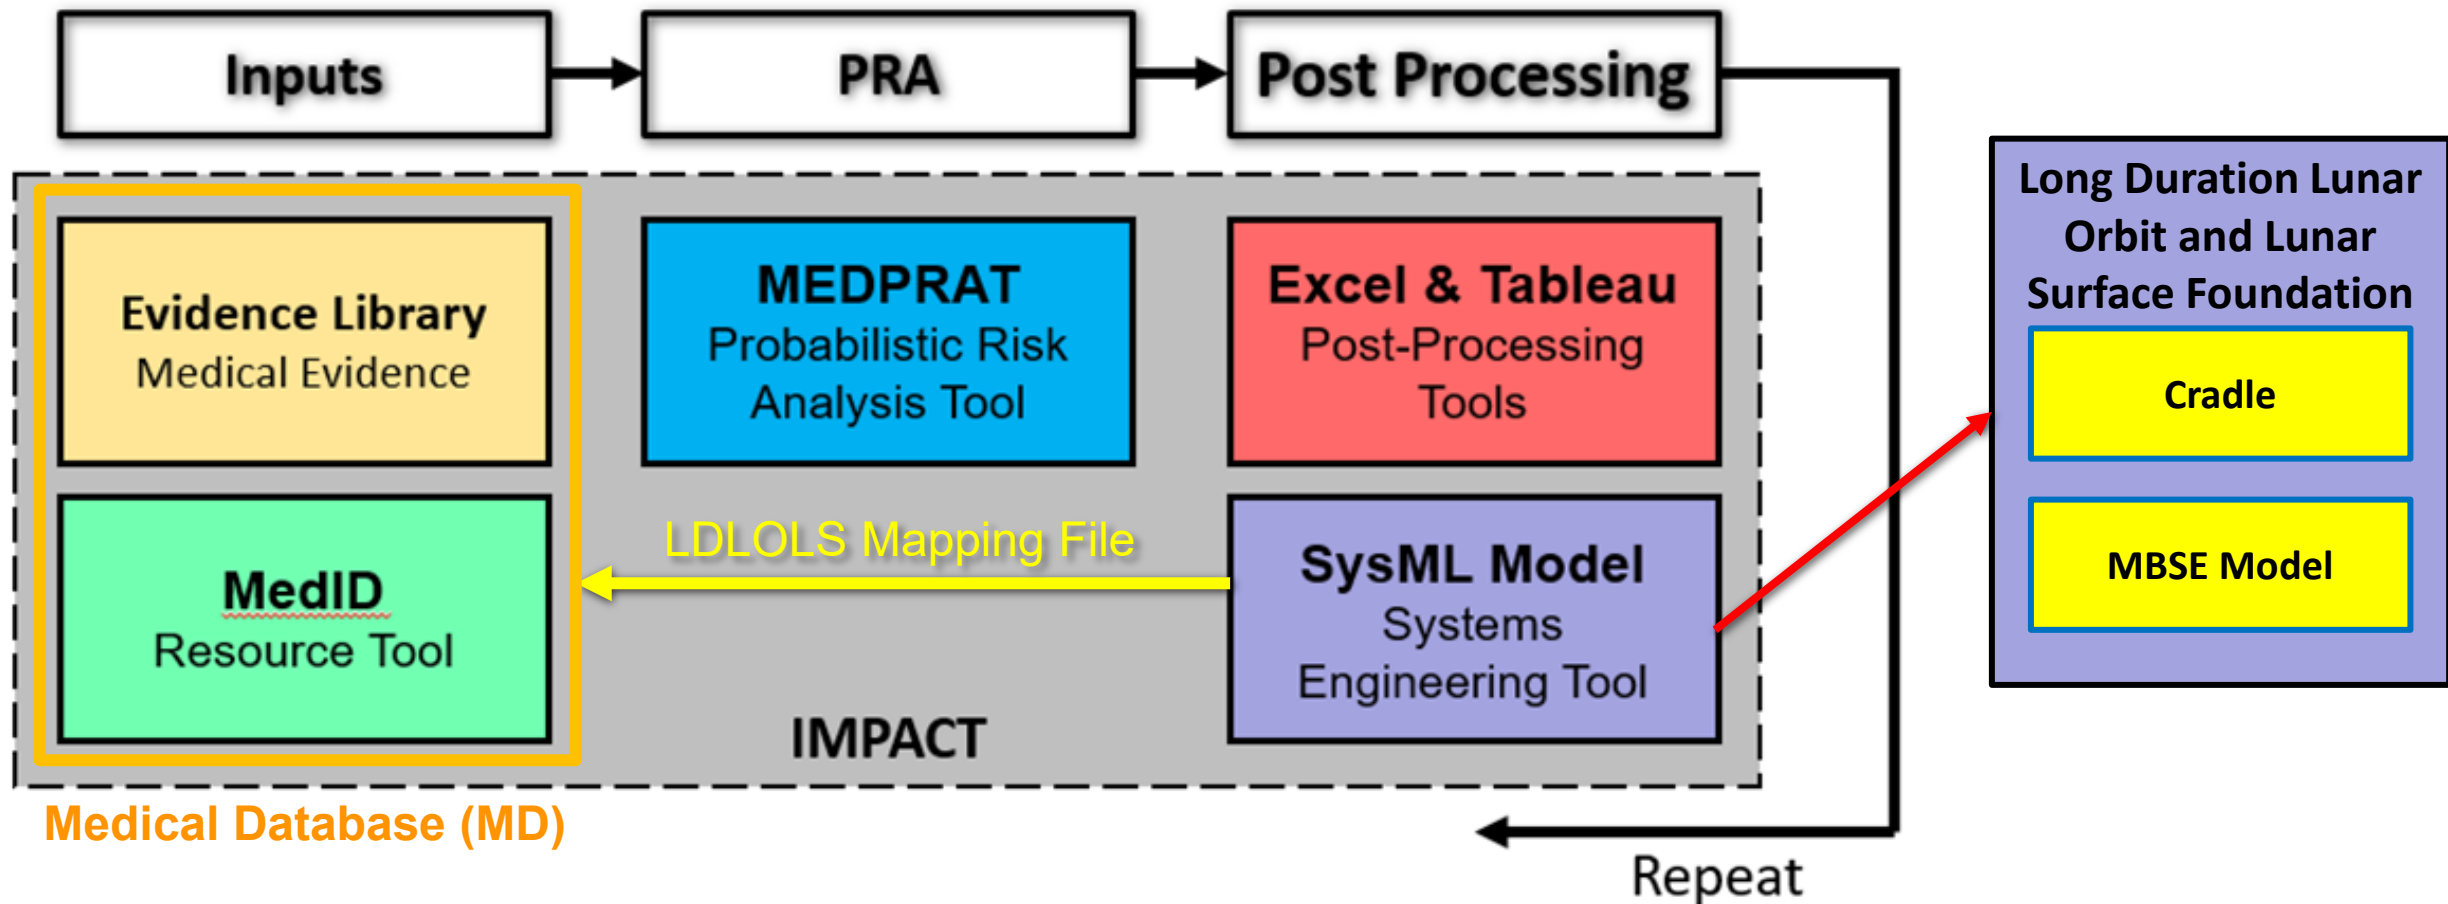 Inputs
PRA
Post Processing
Evidence Library
Medical Evidence
MEDPRAT
Probabilistic Risk
Analysis Tool
Excel & Tableau
Post-Processing
Tools
Long Duration Lunar
Orbit and Lunar
Surface Foundation
Cradle
MBSE Model
MedID
Resource Tool
LDLOLS Mapping File
SysML Model
Systems
Engineering Tool
IMPACT
Medical Database (MD)
Repeat